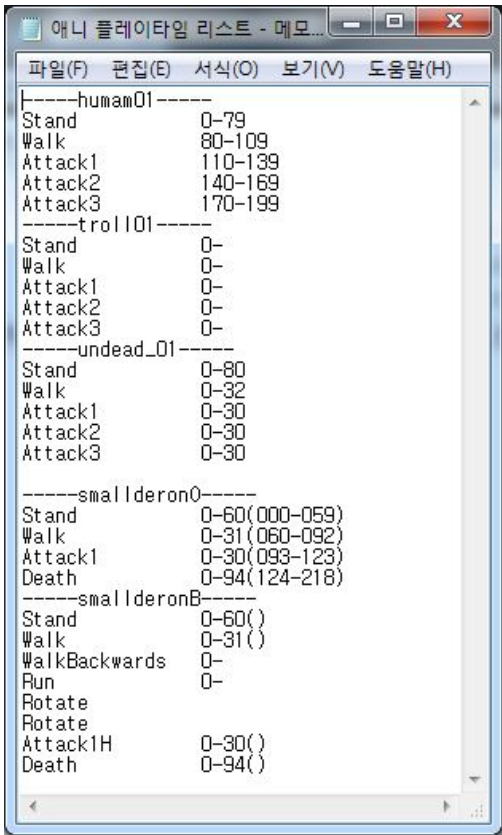 애니 플레이타임 리스트 - 메모...
파일(F) 편집(E) 서식(O) 보기(V) 도움말(H)
-----humam01-----
Stand 0-79
Walk 80-109
Attack1 110-139
Attack2 140-169
Attack3 170-199
-----troll01-----
Stand 0-
Walk 0-
Attack1 0-
Attack2 0-
Attack3 0-
-----undead_01-----
Stand 0-80
Walk 0-32
Attack1 0-30
Attack2 0-30
Attack3 0-30
-----smallderon0-----
Stand 0-60(000-059)
Walk 0-31(060-092)
Attack1 0-30(093-123)
Death 0-94(124-218)
-----smallderonB-----
Stand 0-60()
Walk 0-31()
WalkBackwards 0-
Run 0-
Rotate
Rotate
Attack1H 0-30()
Death 0-94()